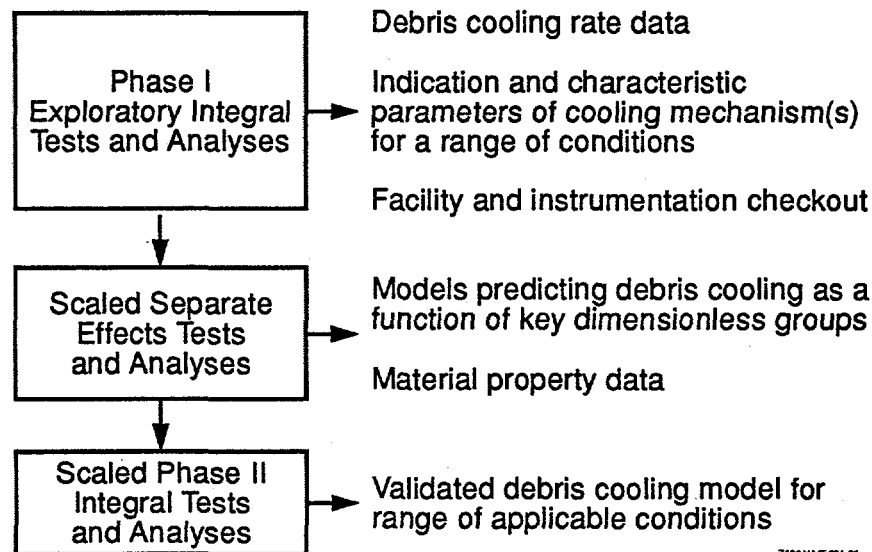 Phase I
Exploratory Integral
Tests and Analyses
Debris cooling rate data
Indication and characteristic
parameters of cooling mechanism(s)
for a range of conditions
Facility and instrumentation checkout
Scaled Separate
Effects Tests
and Analyses
Models predicting debris cooling as a
function of key dimensionless groups
Material property data
Scaled Phase II
Integral Tests
and Analyses
Validated debris cooling model for
range of applicable conditions